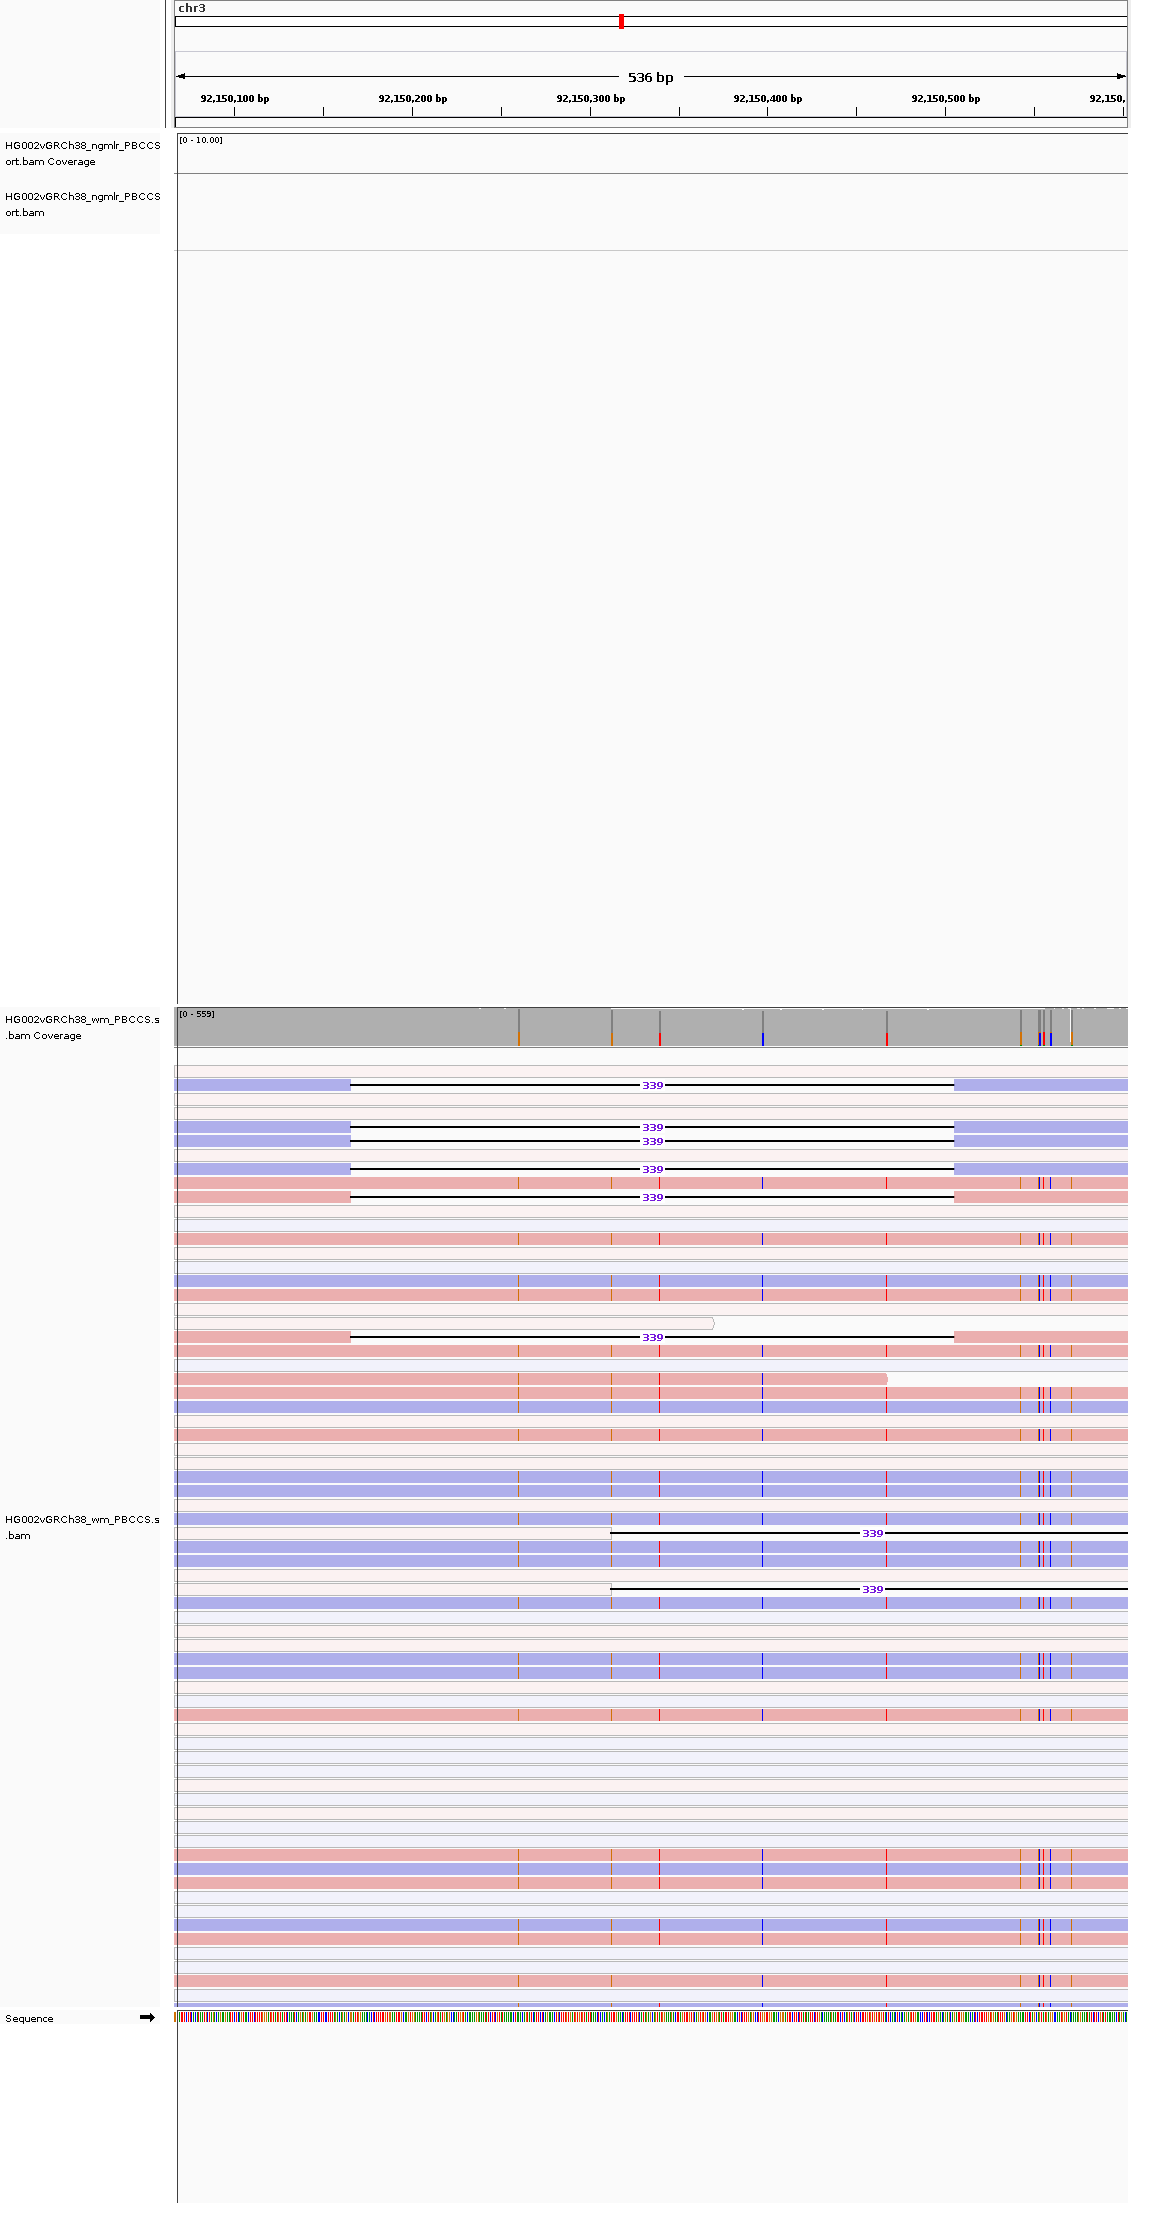 chr3
536 bp
92,150,100 bp 92,150,200 bp 92,150,300 bp 92,150,400 bp 92,150,500 bp 92,150,
HG002vGRCh38_ngmlr_PBCCS
ort.bam Coverage
[0 - 10.00]
HG002vGRCh38_ngmlr_PBCCS
ort.bam
HG002vGRCh38_wm_PBCCS.s
.bam Coverage
[0 - 559]
339
339
339
339
339
339
HG002vGRCh38_wm_PBCCS.s
.bam
339
339
Sequence